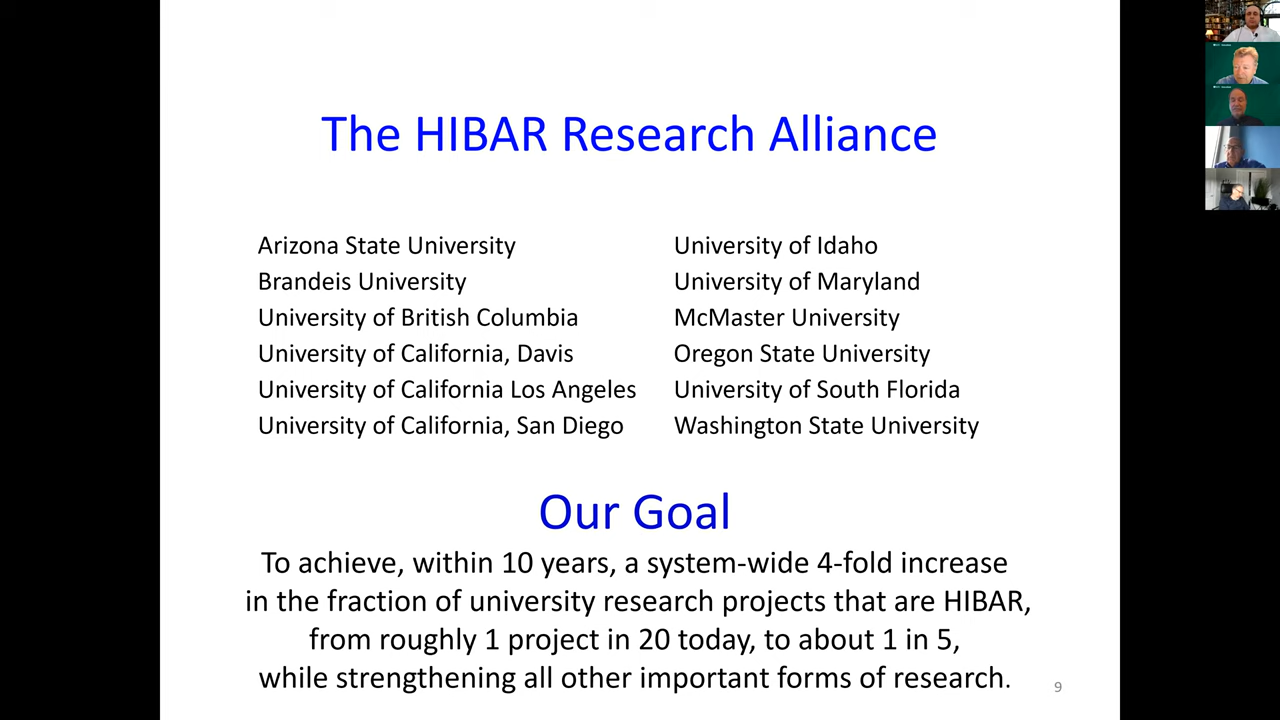 The HIBAR Research Alliance
Arizona State University
Brandeis University
University of British Columbia
University of California, Davis
University of California Los Angeles
University of California, San Diego
University of Idaho
University of Maryland
McMaster University
Oregon State University
University of South Florida
Washington State University
Our Goal
To achieve, within 10 years, a system-wide 4-fold increase
in the fraction of university research projects that are HIBAR,
from roughly 1 project in 20 today, to about 1 in 5,
while strengthening all other important forms of research.
9